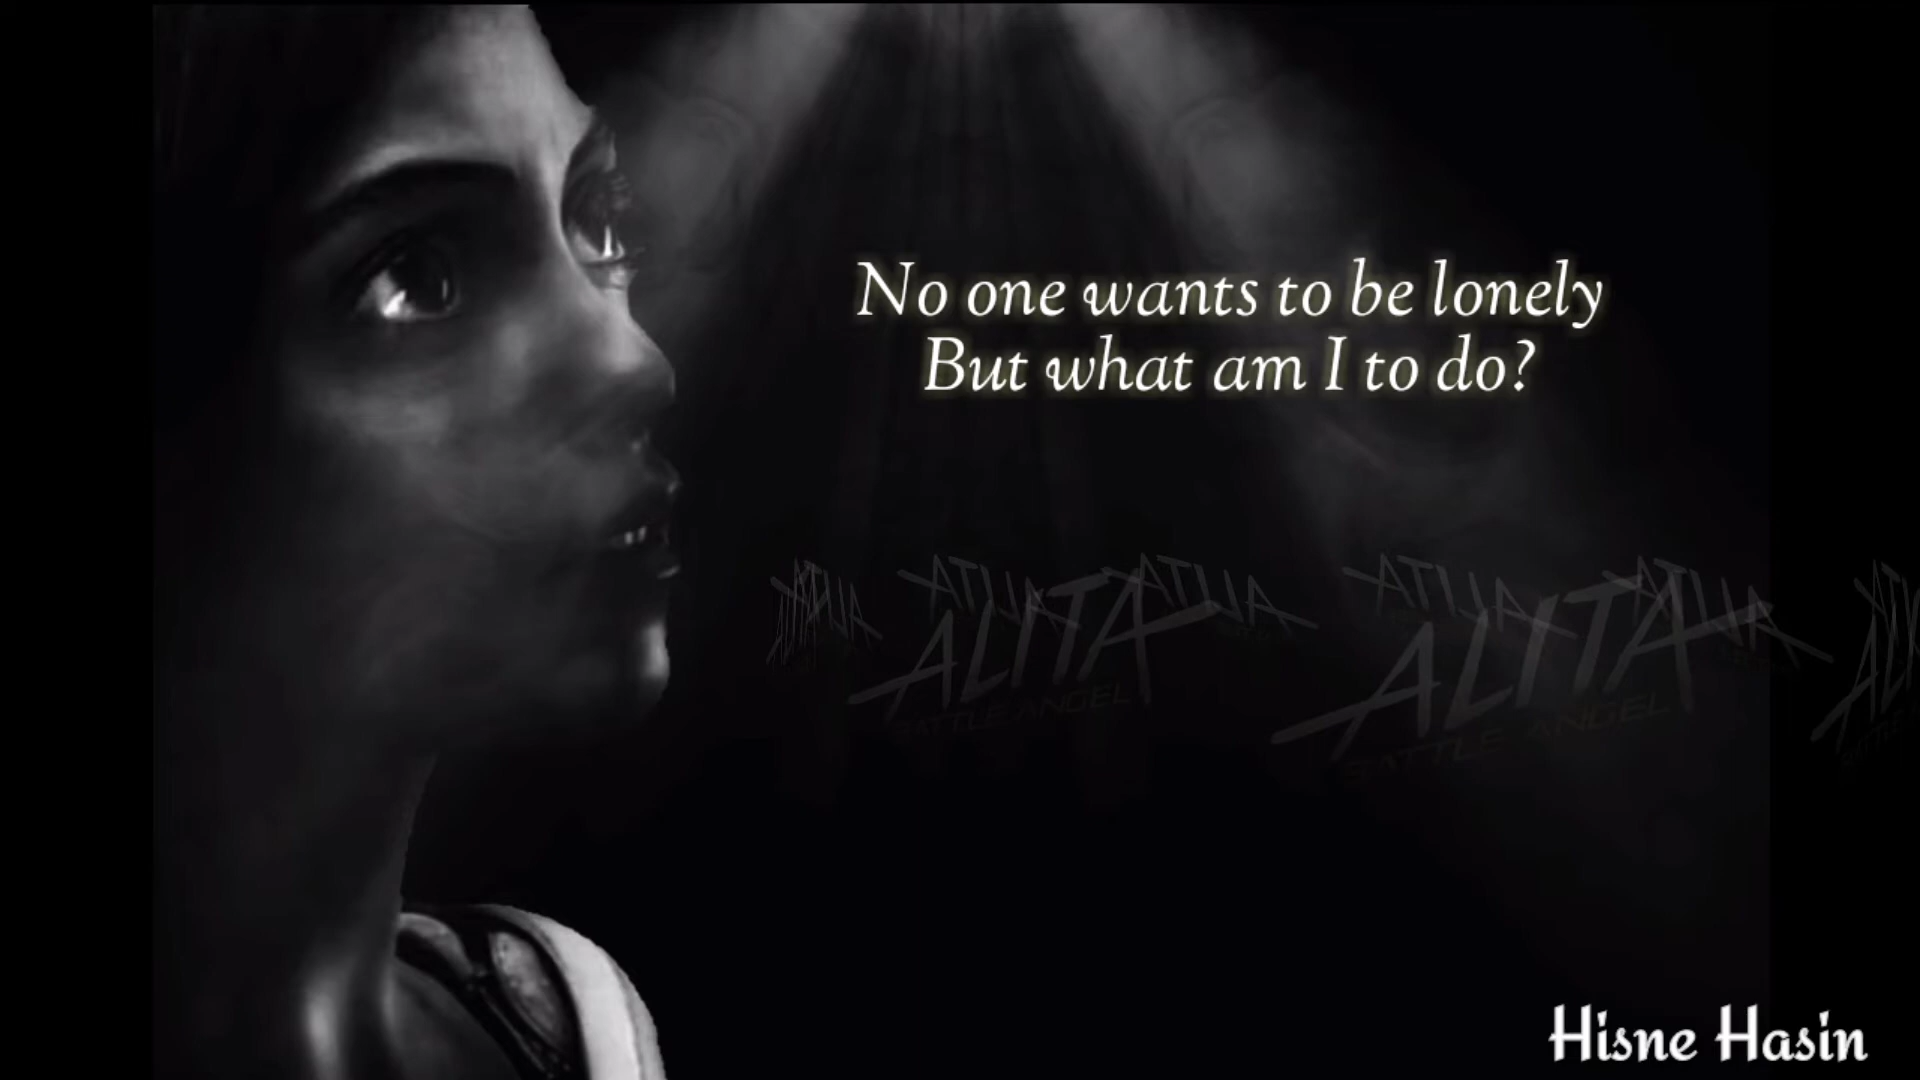 No one wants to be lonely
But what am I to do?
ALITA
BATTLE ANGEL
ALITA
BATTLE ANGEL
Hisne Hasin